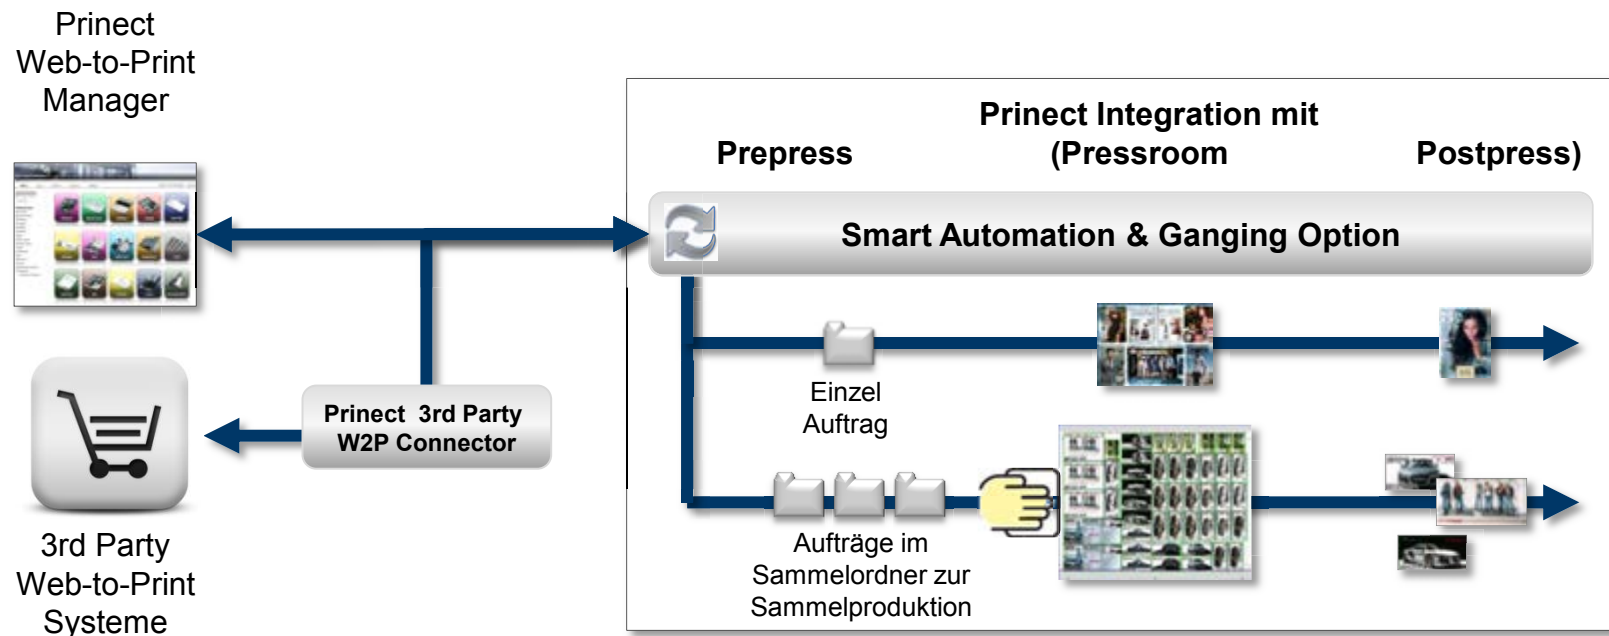 Prinect
Web-to-Print
Manager
Prinect Integration mit
Prepress (Pressroom Postpress)
Smart Automation & Ganging Option
Einzel
Auftrag
Prinect 3rd Party
W2P Connector
3rd Party
Web-to-Print
Systeme
Aufträge im
Sammelordner zur
Sammelproduktion